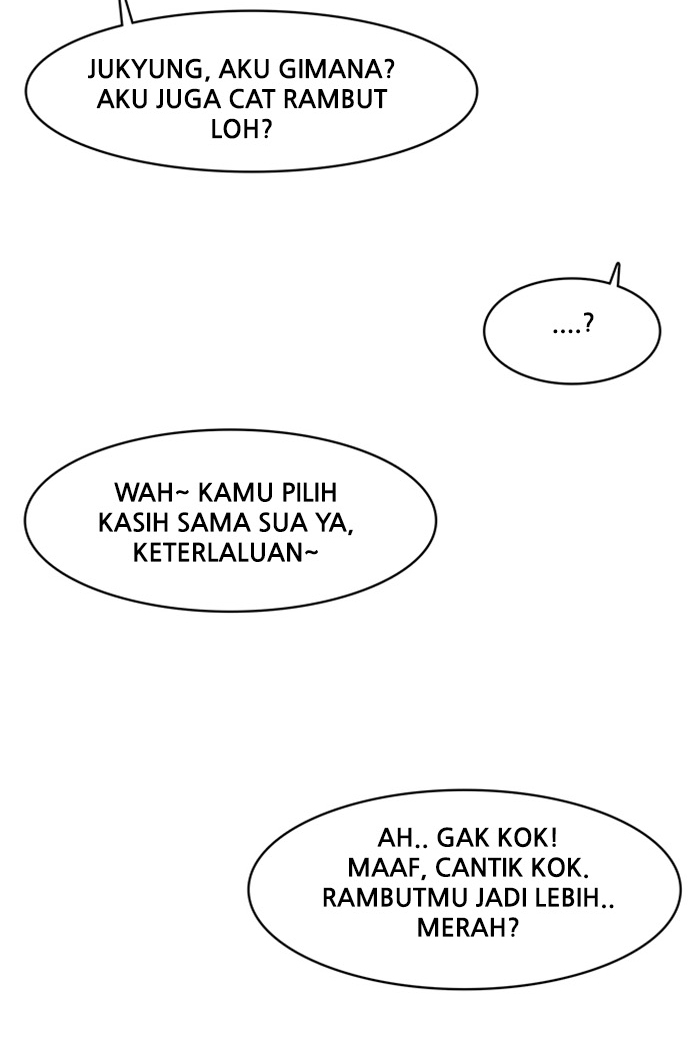 JUKYUNG, AKU GIMANA?
AKU JUGA CAT RAMBUT
LOH?
....?
WAH~ KAMU PILIH
KASIH SAMA SUA YA,
KETERLALUAN~
AH.. GAK KOK!
MAAF, CANTIK KOK.
RAMBUTMU JADI LEBIH..
MERAH?